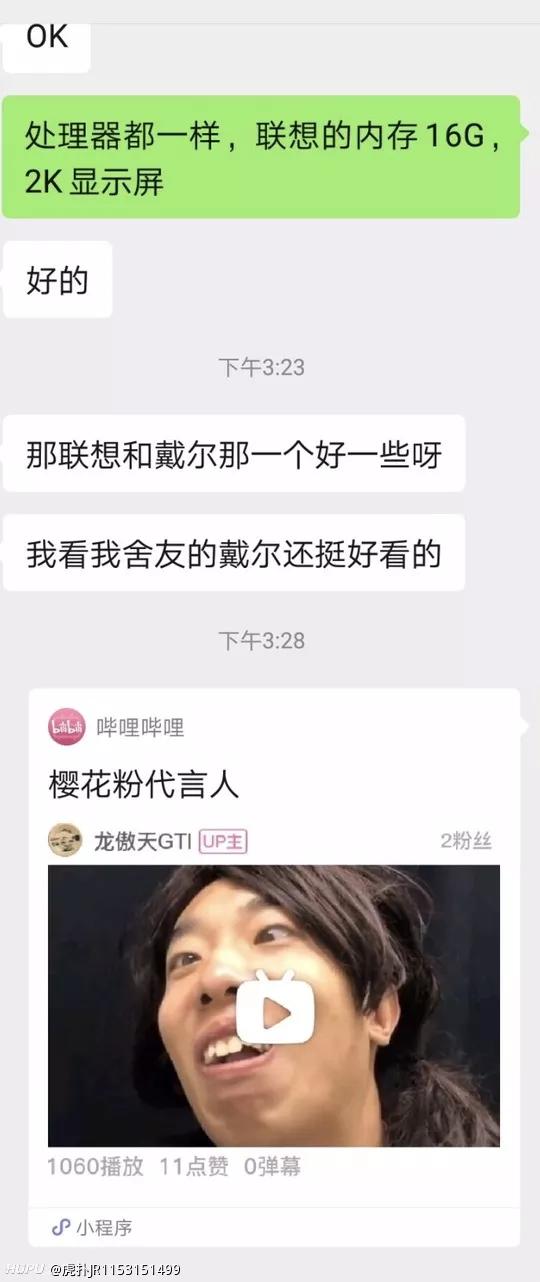 OK
处理器都一样，联想的内存16G，
2K显示屏
好的
下午3:23
那联想和戴尔那一个好一些呀
我看我舍友的戴尔还挺好看的
下午3:28
bilibili 哔哩哔哩
樱花粉代言人
龙傲天GTI UP主 2粉丝
1060播放 11点赞 0弹幕
小程序
HUPU @虎扑JR1153151499